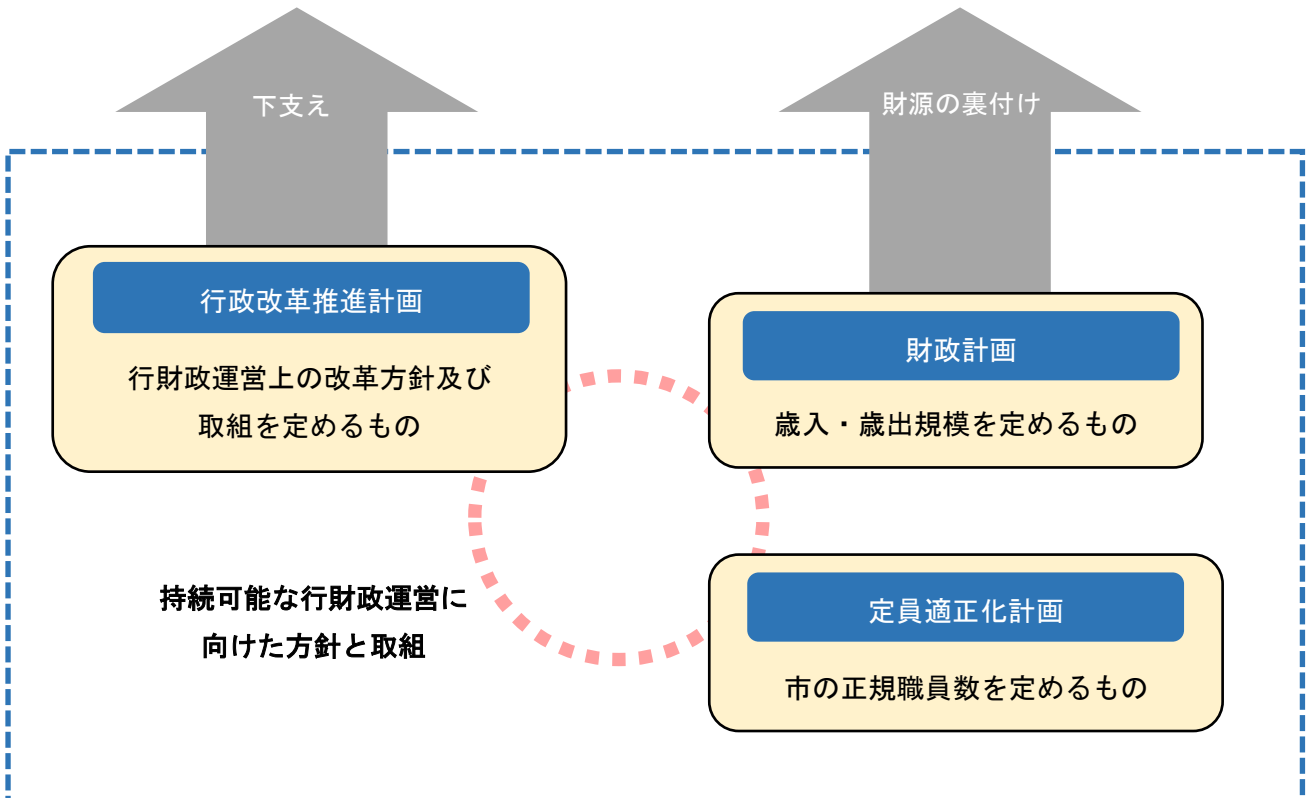 下支え
財源の裏付け
行政改革推進計画
行財政運営上の改革方針及び
取組を定めるもの
財政計画
歳入・歳出規模を定めるもの
持続可能な行財政運営に
向けた方針と取組
定員適正化計画
市の正規職員数を定めるもの